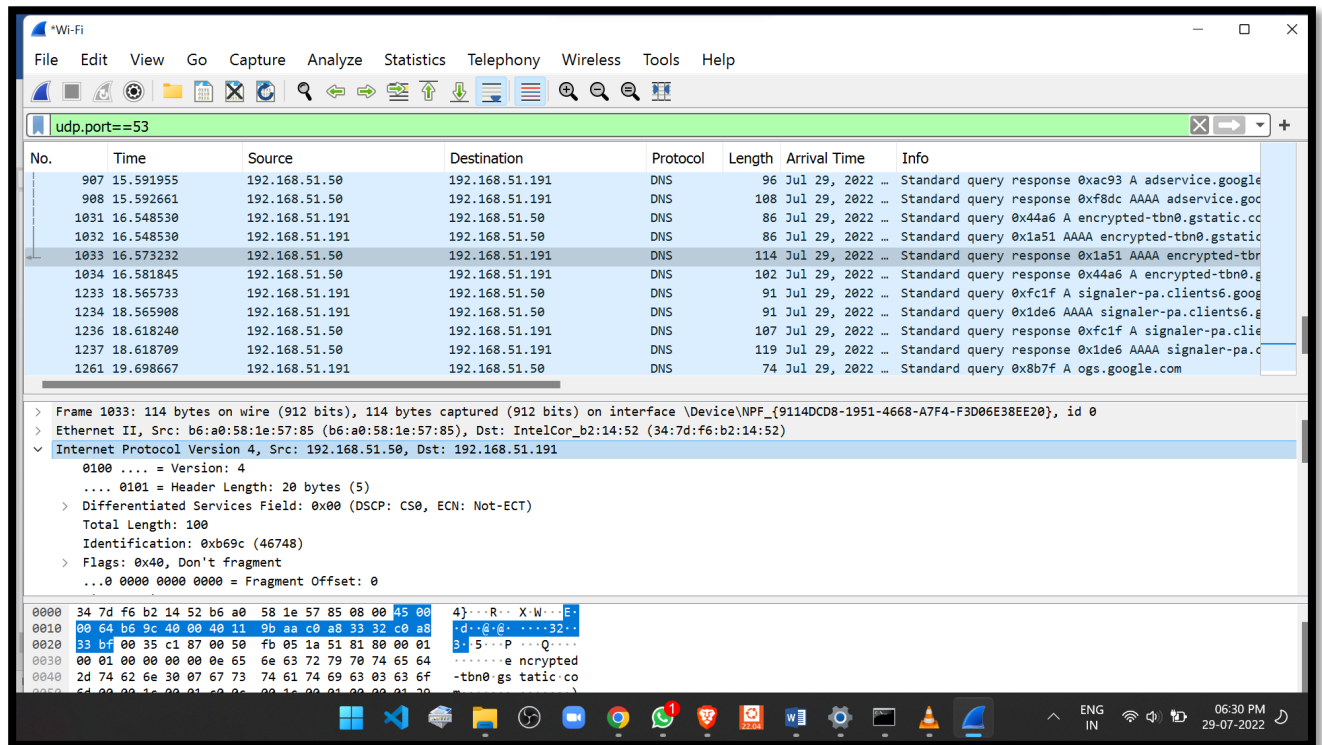 *Wi-Fi
File Edit View Go Capture Analyze Statistics Telephony Wireless Tools Help
udp.port==53
No. Time Source Destination Protocol Length Arrival Time Info
907 15.591955 192.168.51.50 192.168.51.191 DNS 96 Jul 29, 2022 … Standard query response 0xac93 A adservice.google
908 15.592661 192.168.51.50 192.168.51.191 DNS 108 Jul 29, 2022 … Standard query response 0xf8dc AAAA adservice.goo
1031 16.548530 192.168.51.191 192.168.51.50 DNS 86 Jul 29, 2022 … Standard query 0x44a6 A encrypted-tbn0.gstatic.co
1032 16.548530 192.168.51.191 192.168.51.50 DNS 86 Jul 29, 2022 … Standard query 0x1a51 AAAA encrypted-tbn0.gstatic
1033 16.573232 192.168.51.50 192.168.51.191 DNS 114 Jul 29, 2022 … Standard query response 0x1a51 AAAA encrypted-tbn
1034 16.581845 192.168.51.50 192.168.51.191 DNS 102 Jul 29, 2022 … Standard query response 0x44a6 A encrypted-tbn0.g
1233 18.565733 192.168.51.191 192.168.51.50 DNS 91 Jul 29, 2022 … Standard query 0xfc1f A signaler-pa.clients6.goog
1234 18.565908 192.168.51.191 192.168.51.50 DNS 91 Jul 29, 2022 … Standard query 0x1de6 AAAA signaler-pa.clients6.g
1236 18.618240 192.168.51.50 192.168.51.191 DNS 107 Jul 29, 2022 … Standard query response 0xfc1f A signaler-pa.clie
1237 18.618709 192.168.51.50 192.168.51.191 DNS 119 Jul 29, 2022 … Standard query response 0x1de6 AAAA signaler-pa.c
1261 19.698667 192.168.51.191 192.168.51.50 DNS 74 Jul 29, 2022 … Standard query 0x8b7f A ogs.google.com
Frame 1033: 114 bytes on wire (912 bits), 114 bytes captured (912 bits) on interface \Device\NPF_{9114DCD8-1951-4668-A7F4-F3D06E38EE20}, id 0
Ethernet II, Src: b6:a0:58:1e:57:85 (b6:a0:58:1e:57:85), Dst: IntelCor_b2:14:52 (34:7d:f6:b2:14:52)
Internet Protocol Version 4, Src: 192.168.51.50, Dst: 192.168.51.191
0100 .... = Version: 4
.... 0101 = Header Length: 20 bytes (5)
Differentiated Services Field: 0x00 (DSCP: CS0, ECN: Not-ECT)
Total Length: 100
Identification: 0xb69c (46748)
Flags: 0x40, Don't fragment
...0 0000 0000 0000 = Fragment Offset: 0
0000 34 7d f6 b2 14 52 b6 a0 58 1e 57 85 08 00 45 00 4}···R·· X·W···E·
0010 00 64 b6 9c 40 00 40 11 9b aa c0 a8 33 32 c0 a8 ·d··@·@· ····32··
0020 33 bf 00 35 c1 87 00 50 fb 05 1a 51 81 80 00 01 3··5···P ···Q····
0030 00 01 00 00 00 00 0e 65 6e 63 72 79 70 74 65 64 ·······e ncrypted
0040 2d 74 62 6e 30 07 67 73 74 61 74 69 63 03 63 6f -tbn0·gs tatic·co
1
22.04
ENG
IN
06:30 PM
29-07-2022